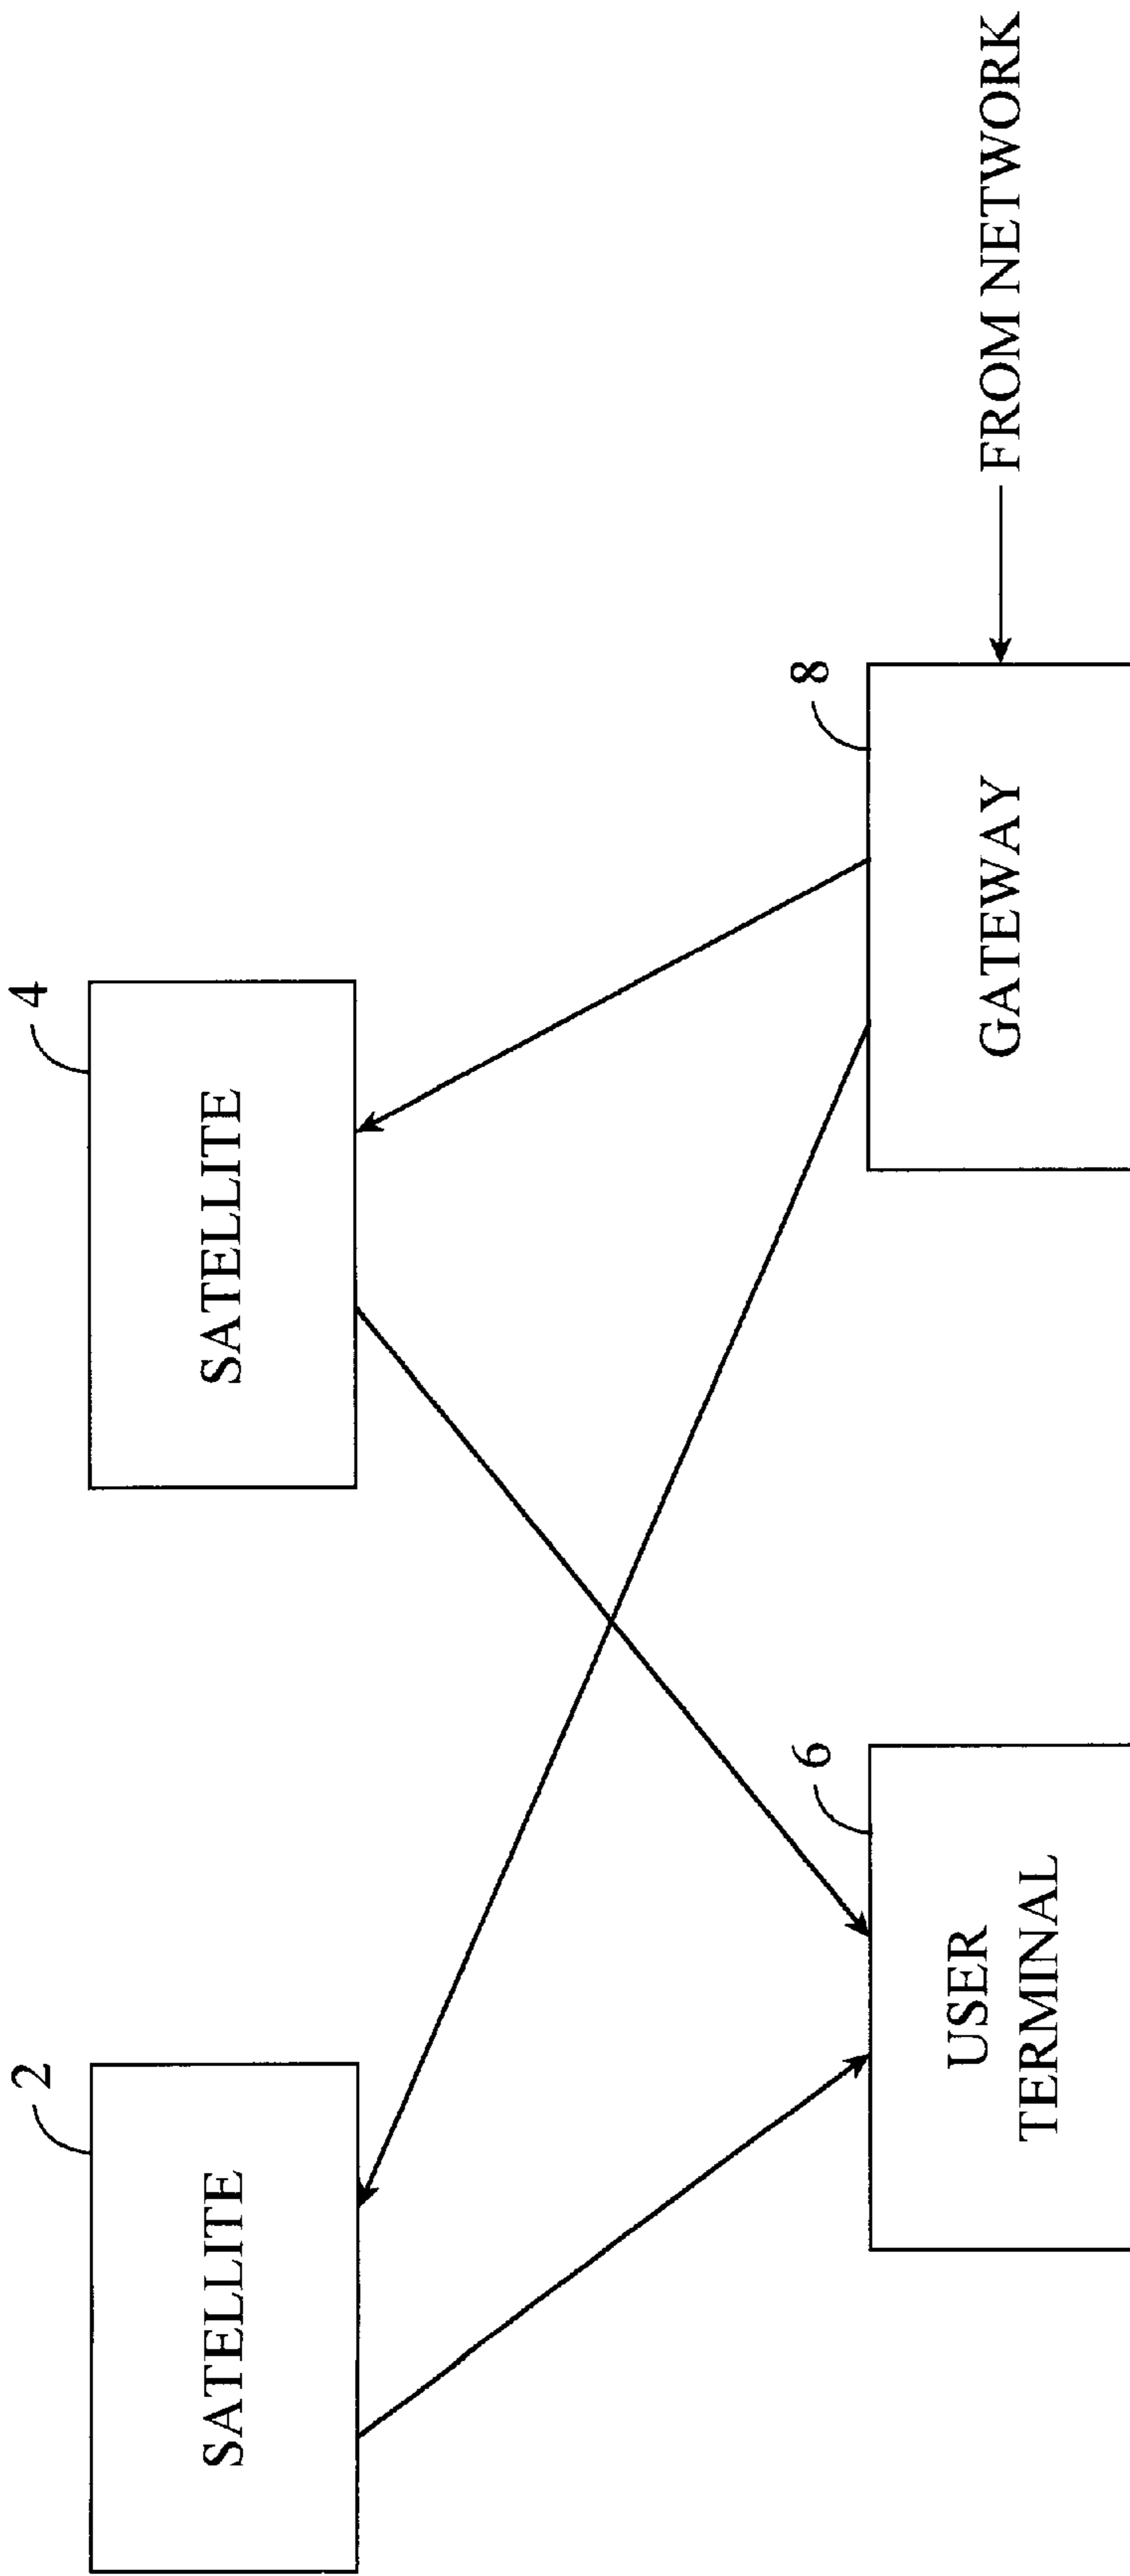 2
SATELLITE
4
SATELLITE
6
USER
TERMINAL
8
GATEWAY
FROM NETWORK